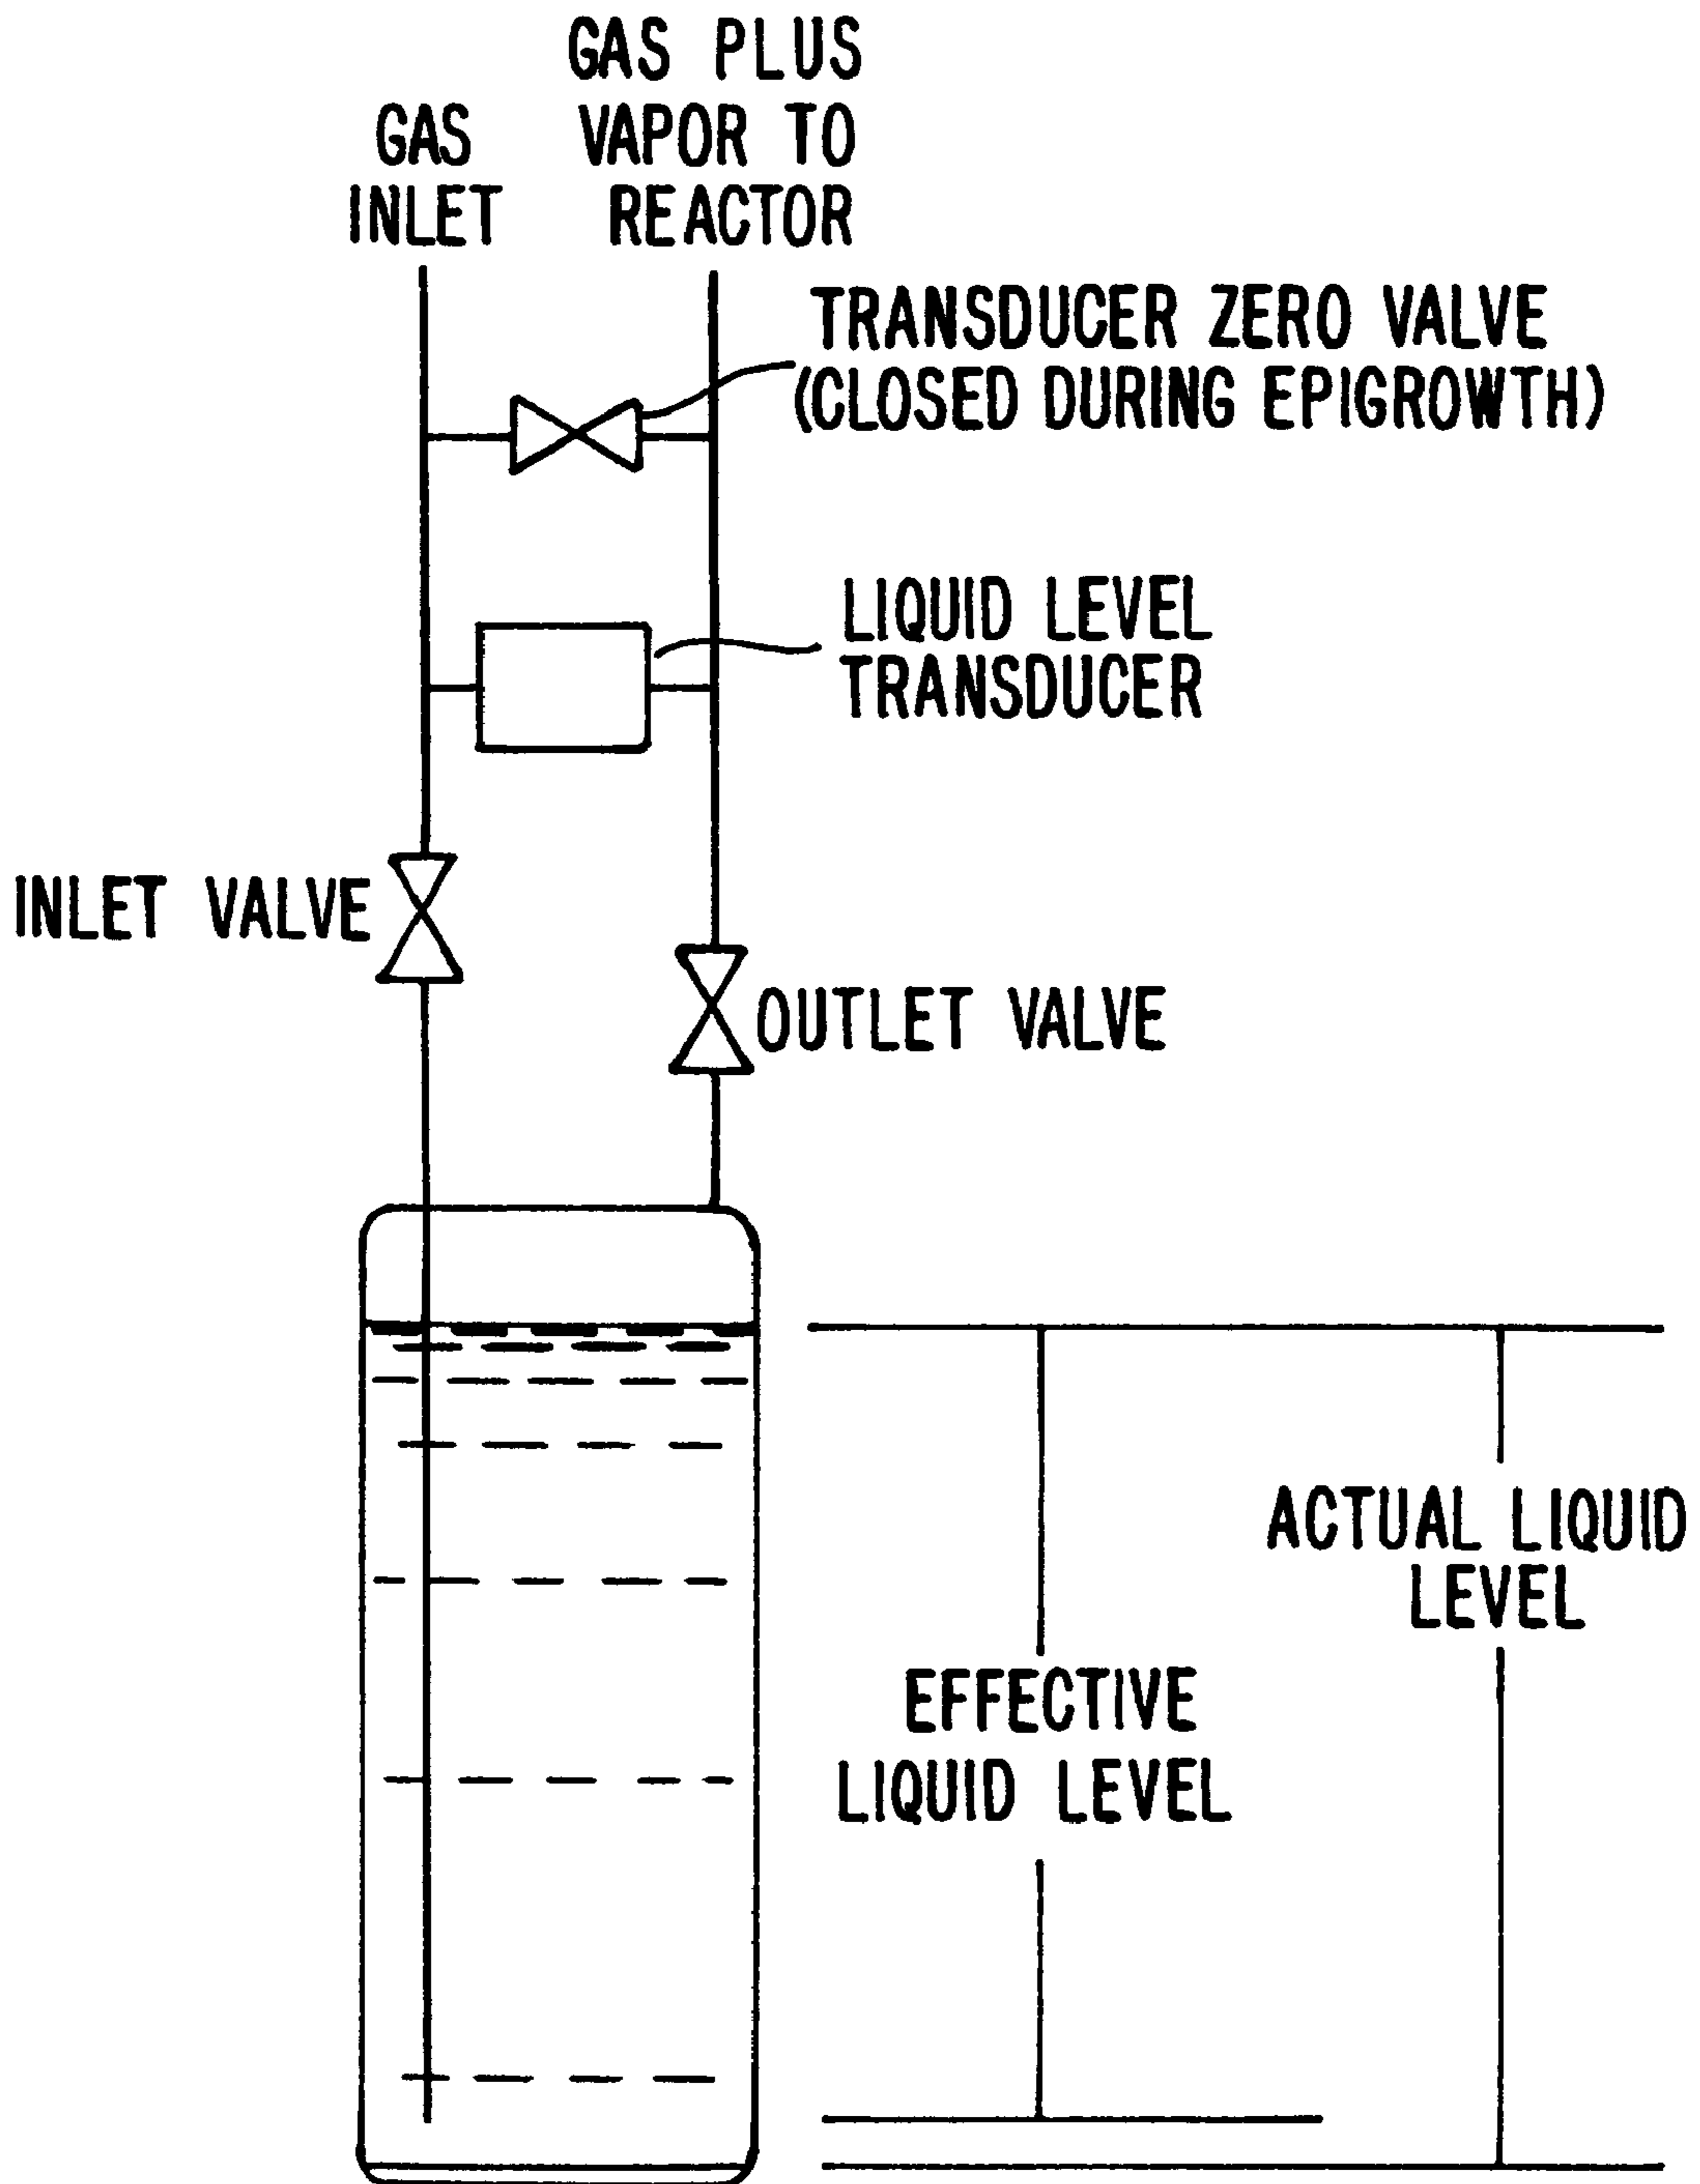 GAS PLUS
VAPOR TO
REACTOR
GAS
INLET
TRANSDUCER ZERO VALVE
(CLOSED DURING EPIGROWTH)
LIQUID LEVEL
TRANSDUCER
INLET VALVE
OUTLET VALVE
ACTUAL LIQUID
LEVEL
EFFECTIVE
LIQUID LEVEL